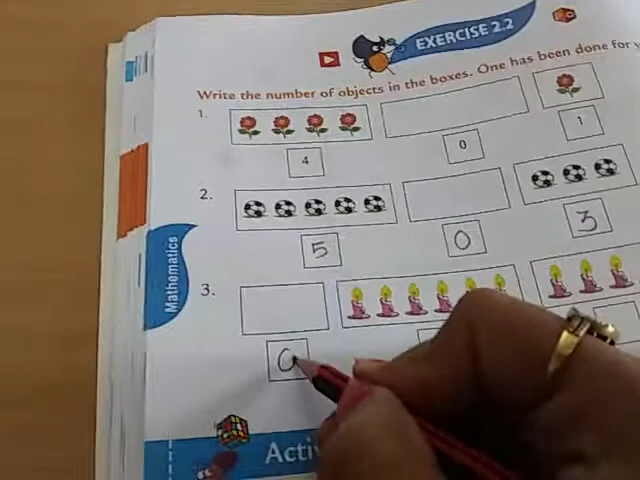 EXERCISE 2.2
Write the number of objects in the boxes. One has been done for
1.
4
0
1
2.
5
0
3
3.
Mathematics
Acti